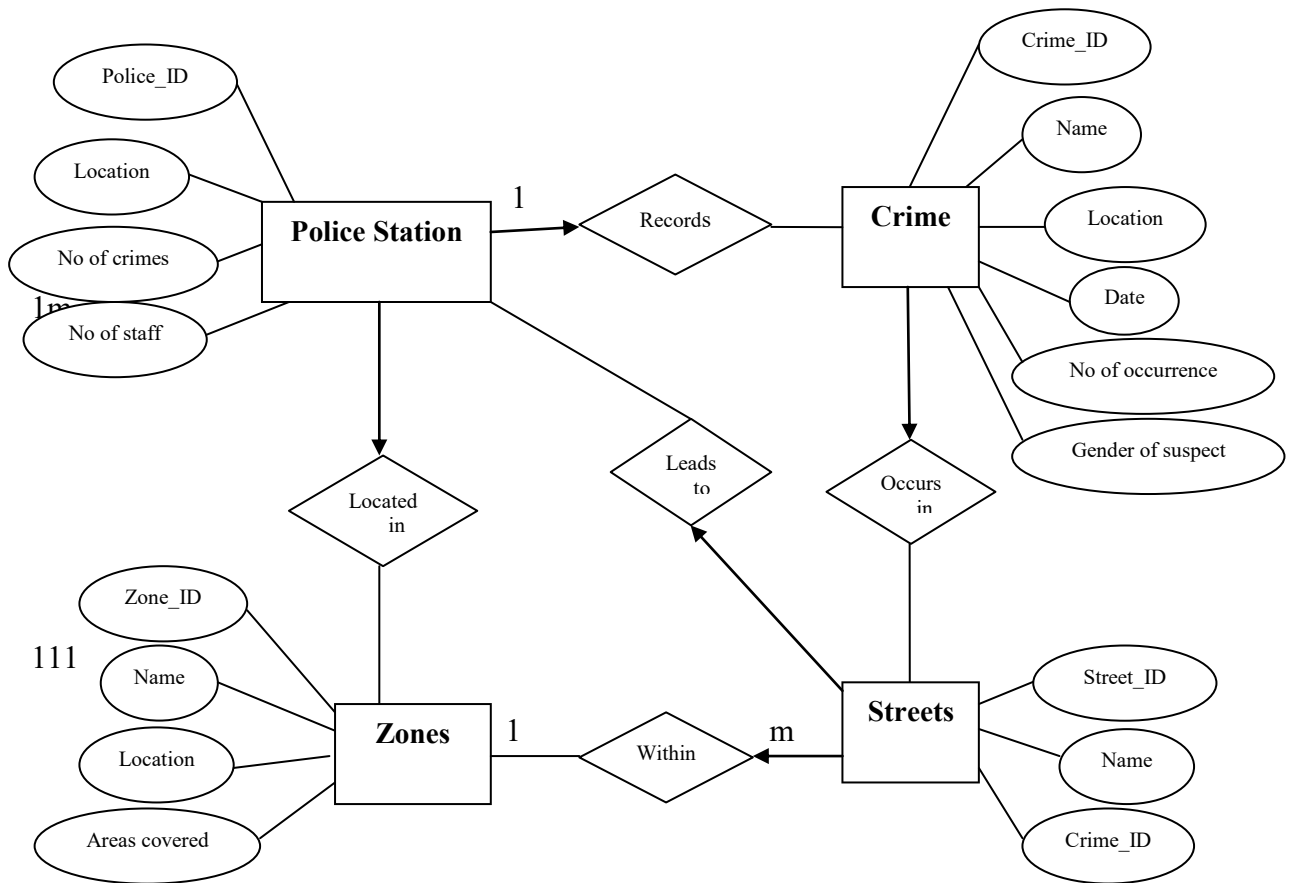 Crime_ID
Police_ID
Name
Location
1
Police Station
Records
Crime
Location
No of crimes
Date
1m
No of staff
No of occurrence
Gender of suspect
Leads
to
Occurs
in
Located
in
Zone_ID
111
Name
Street_ID
Zones
1
Within
m
Streets
Location
Name
Areas covered
Crime_ID